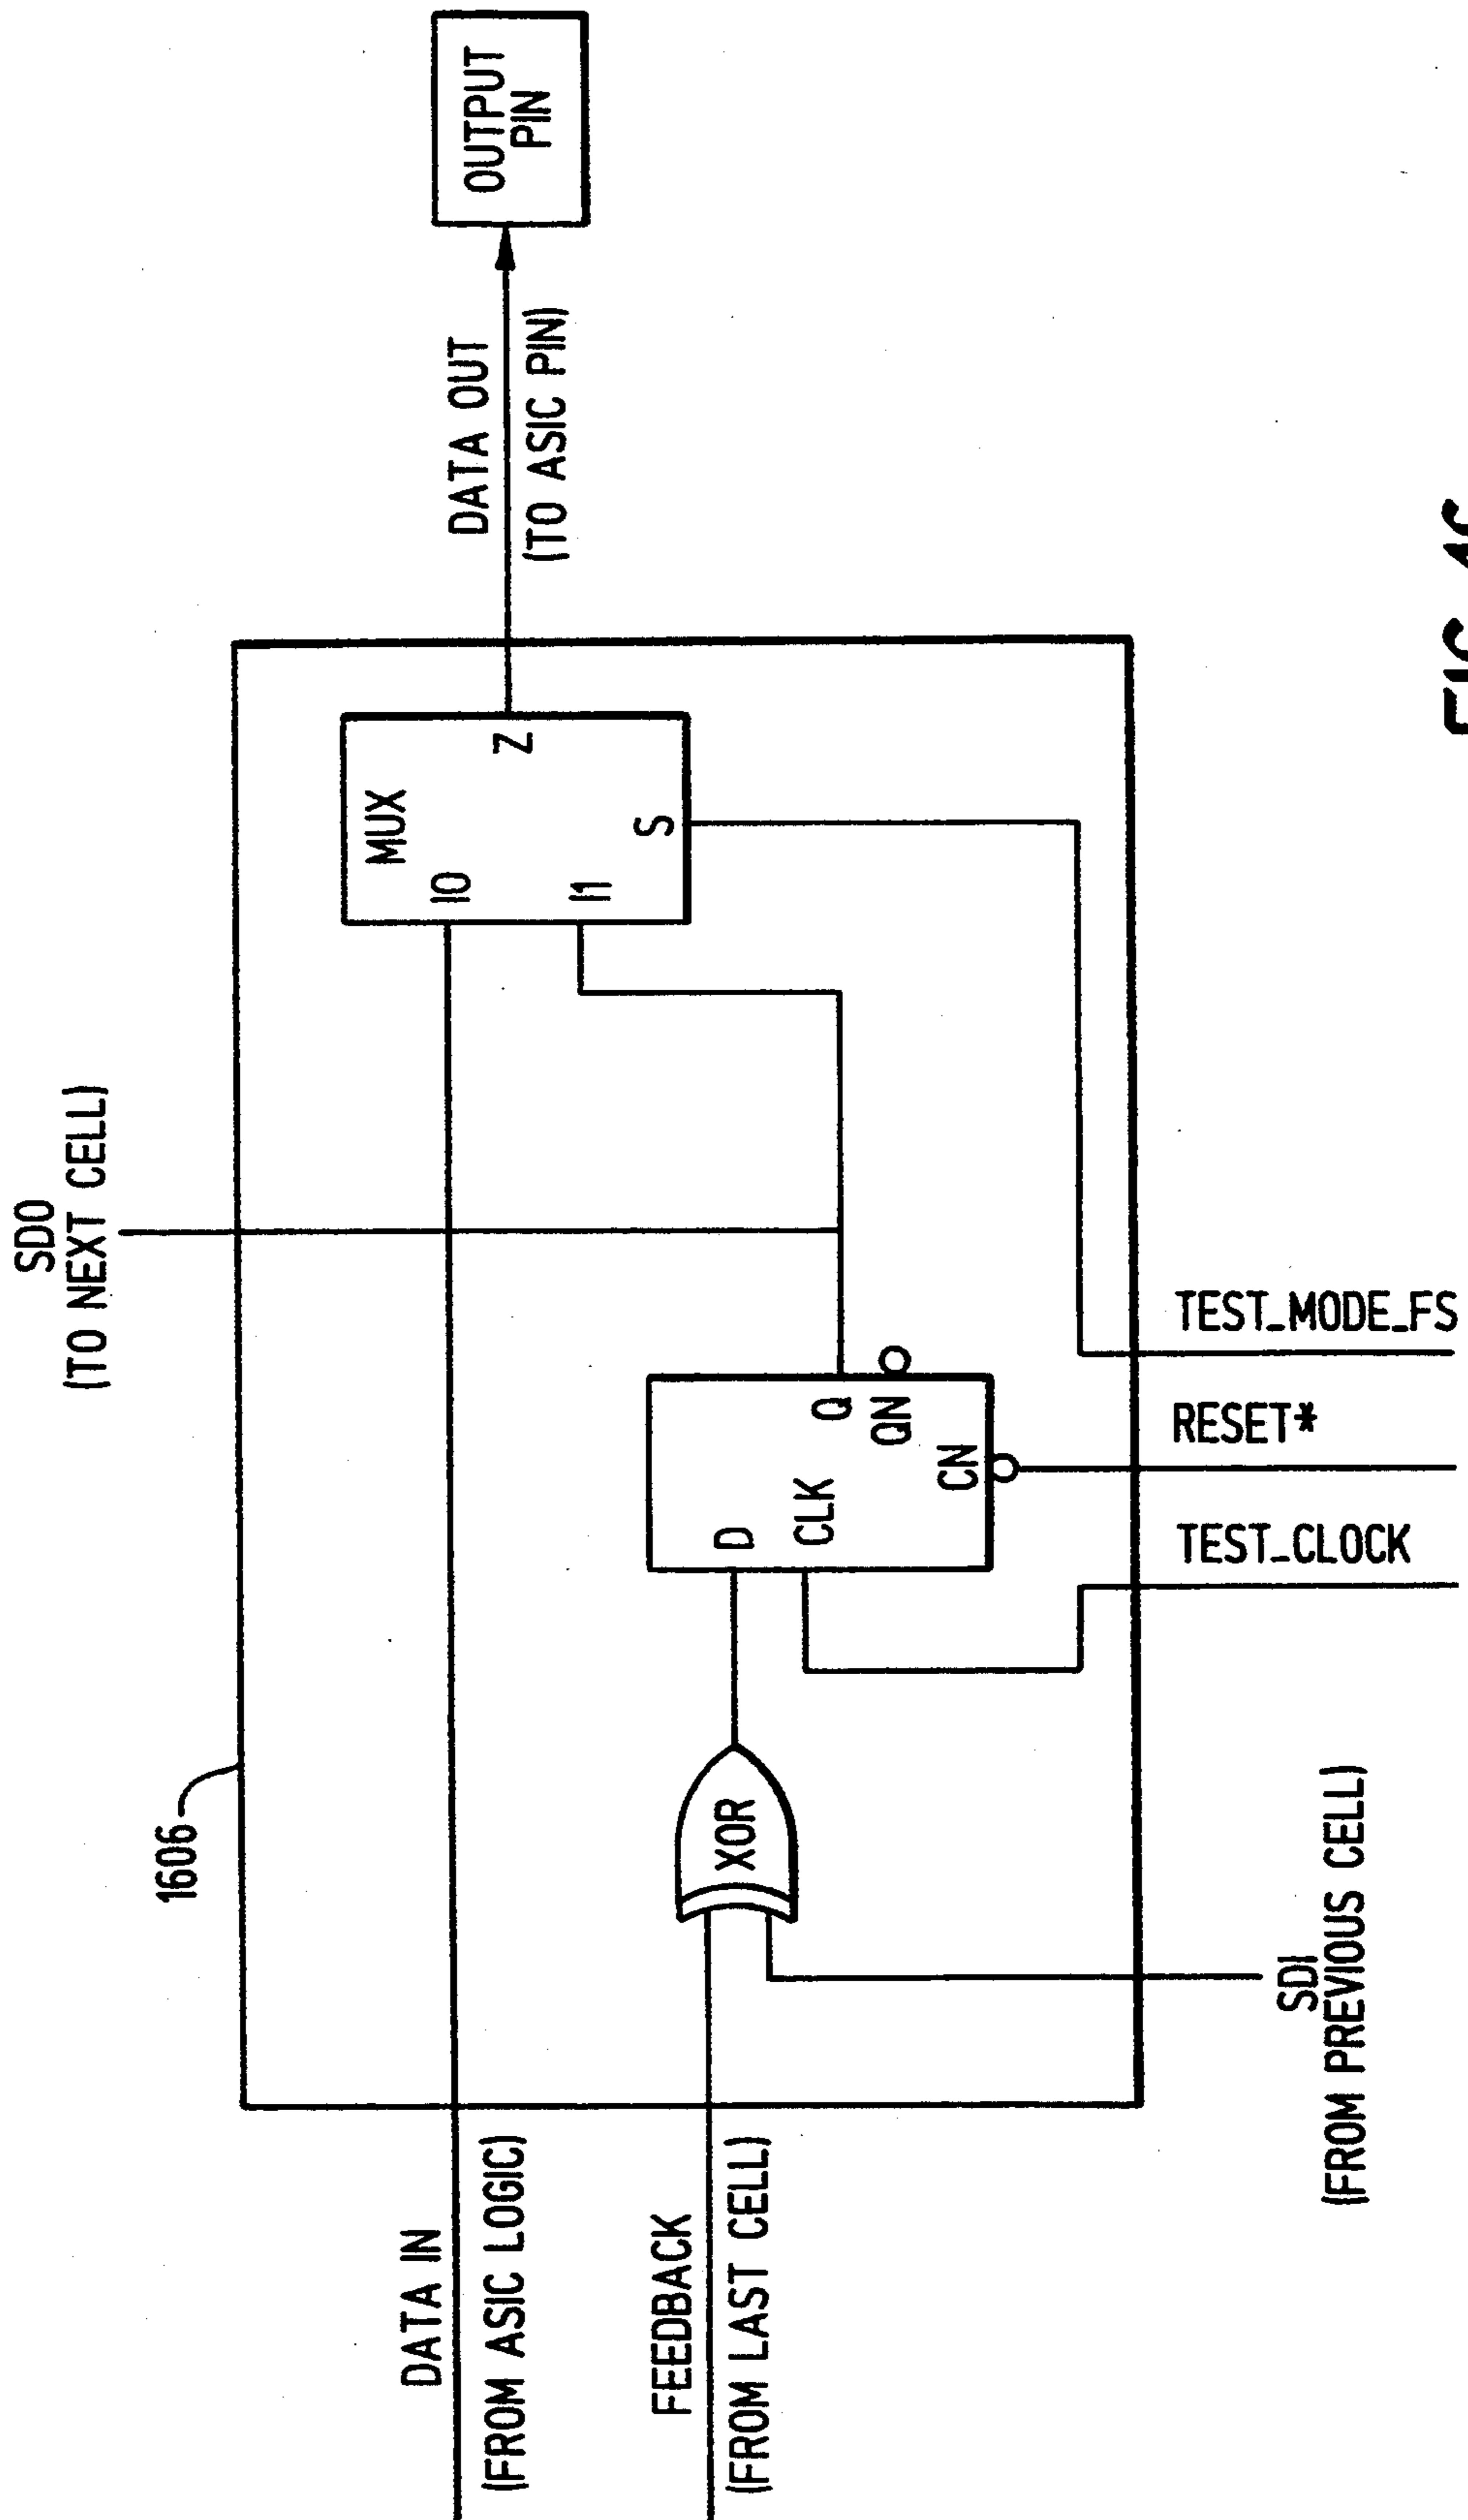 SDO
(TO NEXT CELL)
1606
DATA IN
(FROM ASIC LOGIC)
FEEDBACK
(FROM LAST CELL)
XOR
D
CLK
Q
QN
CN
MUX
I0
I1
Z
S
DATA OUT
(TO ASIC PIN)
OUTPUT
PIN
SDI
(FROM PREVIOUS CELL)
TEST_CLOCK
RESET*
TEST_MODE_FS